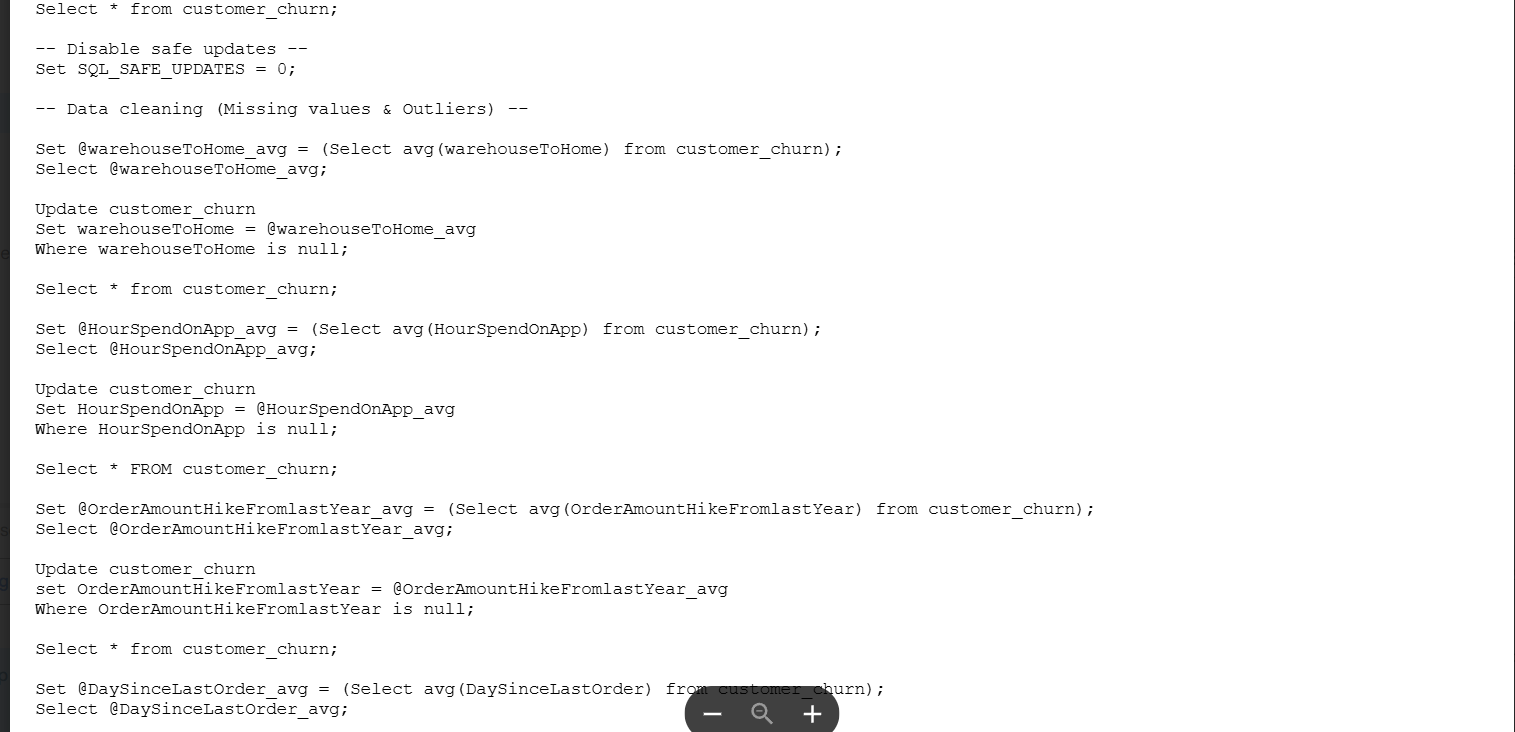 Select * from customer_churn;
-- Disable safe updates --
Set SQL_SAFE_UPDATES = 0;
-- Data cleaning (Missing values & Outliers) --
Set @warehouseToHome_avg = (Select avg(warehouseToHome) from customer_churn);
Select @warehouseToHome_avg;
Update customer_churn
Set warehouseToHome = @warehouseToHome_avg
Where warehouseToHome is null;
Select * from customer_churn;
Set @HourSpendOnApp_avg = (Select avg(HourSpendOnApp) from customer_churn);
Select @HourSpendOnApp_avg;
Update customer_churn
Set HourSpendOnApp = @HourSpendOnApp_avg
Where HourSpendOnApp is null;
Select * FROM customer_churn;
Set @OrderAmountHikeFromlastYear_avg = (Select avg(OrderAmountHikeFromlastYear) from customer_churn);
Select @OrderAmountHikeFromlastYear_avg;
Update customer_churn
set OrderAmountHikeFromlastYear = @OrderAmountHikeFromlastYear_avg
Where OrderAmountHikeFromlastYear is null;
Select * from customer_churn;
Set @DaySinceLastOrder_avg = (Select avg(DaySinceLastOrder) from customer_churn);
Select @DaySinceLastOrder_avg;